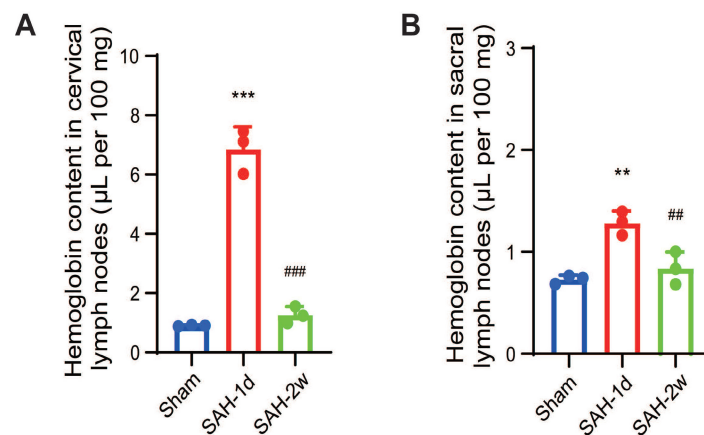 A
Hemoglobin content in cervical
lymph nodes (µL per 100 mg)
10
8
6
4
2
0
***
###
Sham
SAH-1d
SAH-2w
B
Hemoglobin content in sacral
lymph nodes (µL per 100 mg)
3
2
1
0
**
##
Sham
SAH-1d
SAH-2w